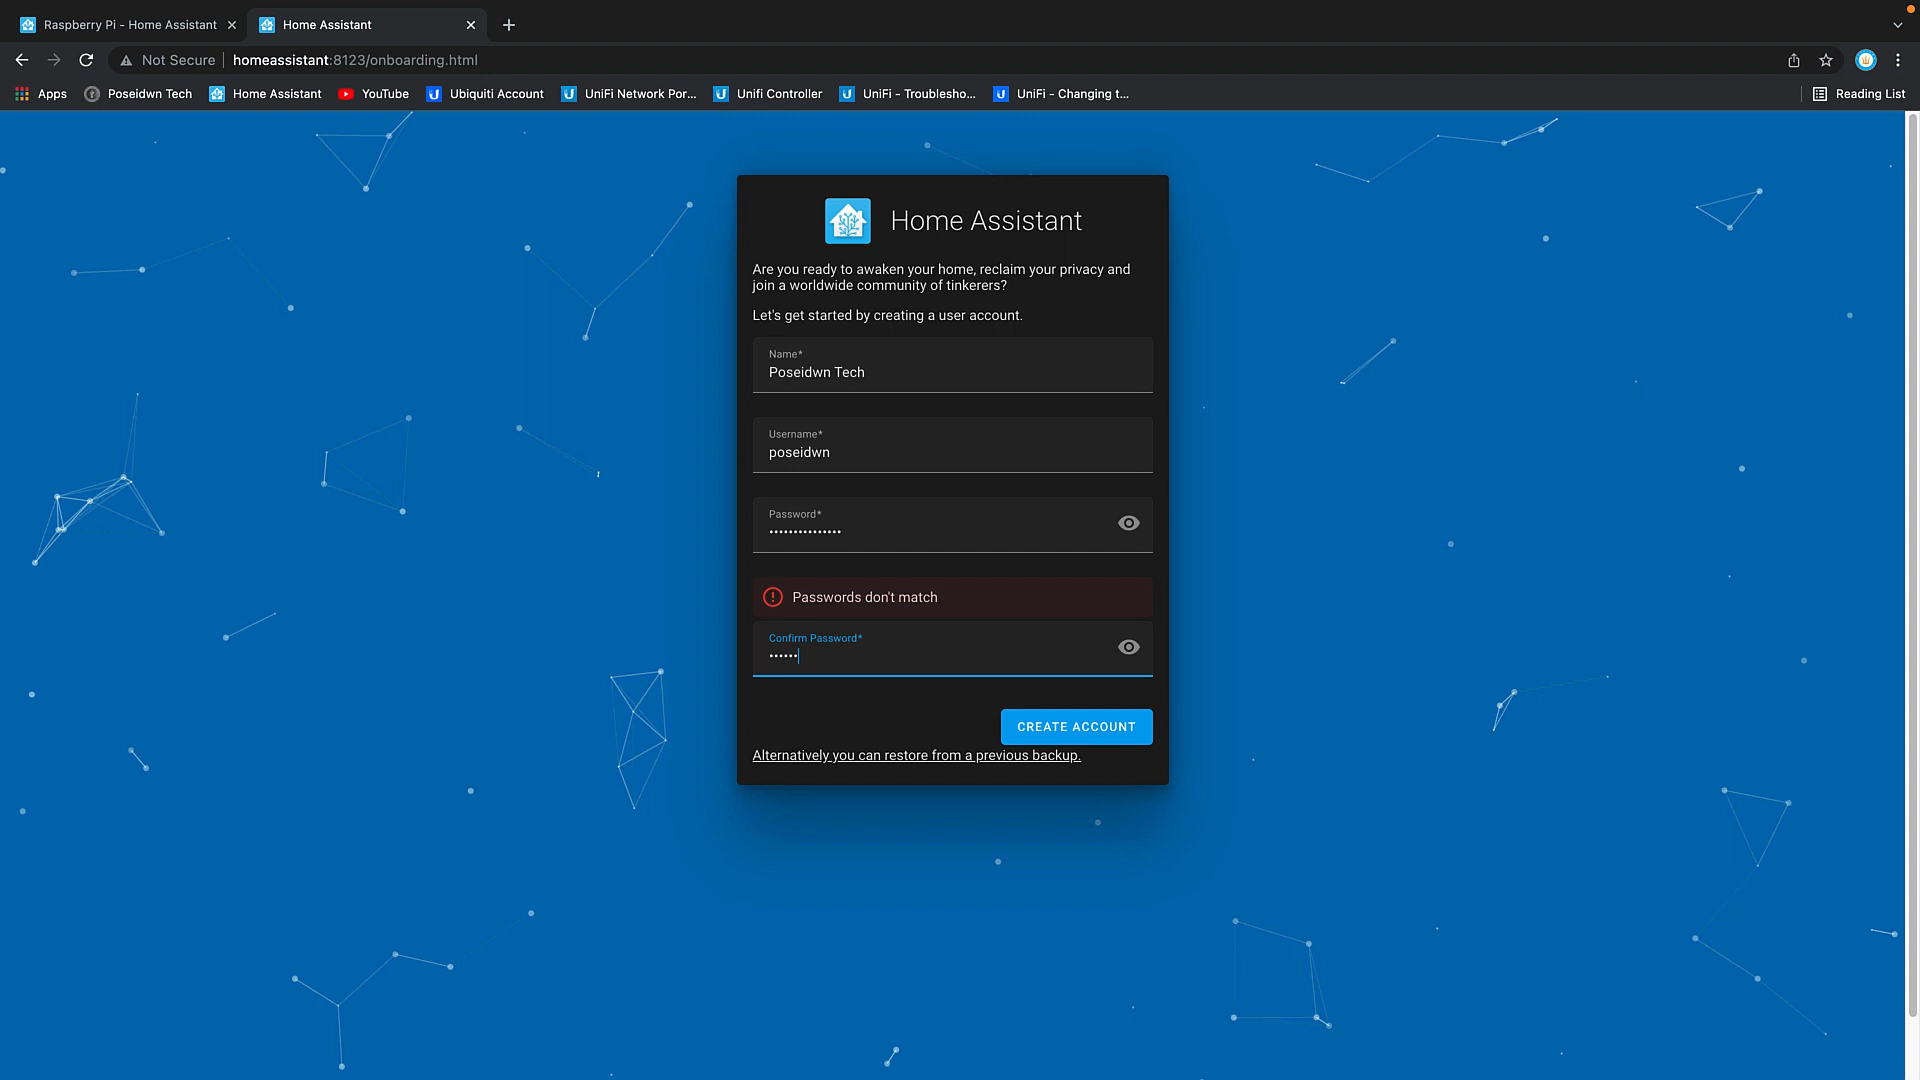 Raspberry Pi - Home Assistant
Home Assistant
Not Secure
homeassistant:8123/onboarding.html
Apps
Poseidwn Tech
Home Assistant
YouTube
Ubiquiti Account
UniFi Network Por...
Unifi Controller
UniFi - Troublesho...
UniFi - Changing t...
Reading List
Home Assistant
Are you ready to awaken your home, reclaim your privacy and
join a worldwide community of tinkerers?
Let's get started by creating a user account.
Name*
Poseidwn Tech
Username*
poseidwn
Password*
•••••••••••••••
Passwords don't match
Confirm Password*
••••••
CREATE ACCOUNT
Alternatively you can restore from a previous backup.